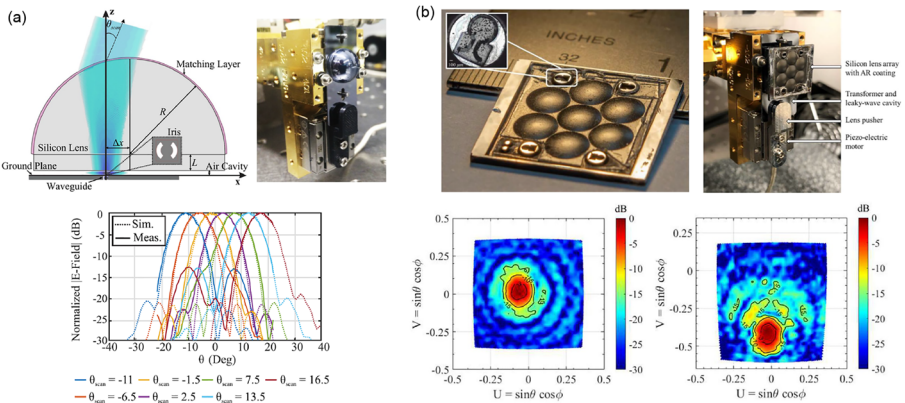 (a)
z
θscan
Matching Layer
R
Iris
Δx
Silicon Lens
L
Ground Plane
Air Cavity
Waveguide
x
(b)
INCHES
32
1
100 μm
Silicon lens array
with AR coating
Transformer and
leaky-wave cavity
Lens pusher
Piezo-electric
motor
Normalized |E-Field| (dB)
0
-5
-10
-15
-20
-25
-30
Sim.
Meas.
-40 -30 -20 -10 0 10 20 30 40
θ (Deg)
θscan = -11 θscan = -1.5 θscan = 7.5 θscan = 16.5
θscan = -6.5 θscan = 2.5 θscan = 13.5
V = sinθ cosϕ
0.5
0.25
0
-0.25
-0.5
-0.5 -0.25 0 0.25 0.5
U = sinθ cosϕ
dB
0
-5
-10
-15
-20
-25
-30
V = sinθ cosϕ
0.25
0
-0.25
-0.5
-0.5 -0.25 0 0.25 0.5
U = sinθ cosϕ
dB
0
-5
-10
-15
-20
-25
-30